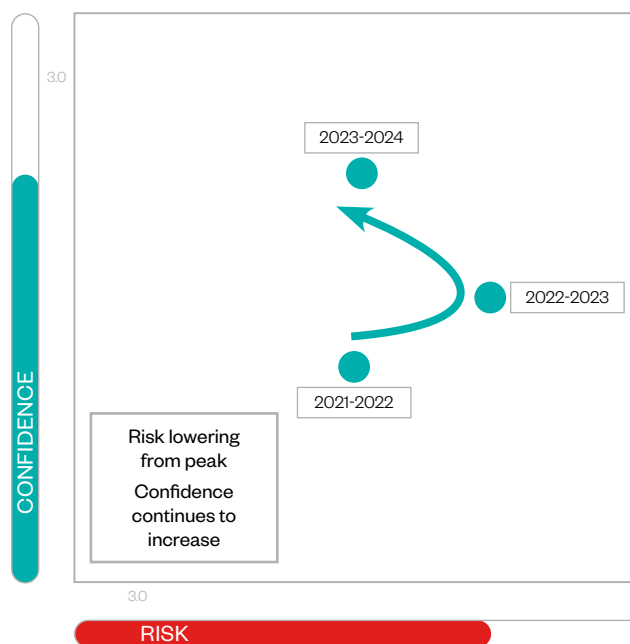 3.0
2023-2024
2022-2023
2021-2022
CONFIDENCE
Risk lowering
from peak
Confidence
continues to
increase
3.0
RISK